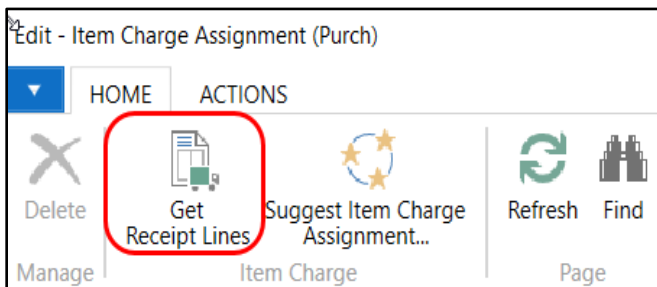 Edit - Item Charge Assignment (Purch)
HOME ACTIONS
Delete
Get
Receipt Lines
Suggest Item Charge
Assignment...
Refresh
Find
Manage
Item Charge
Page